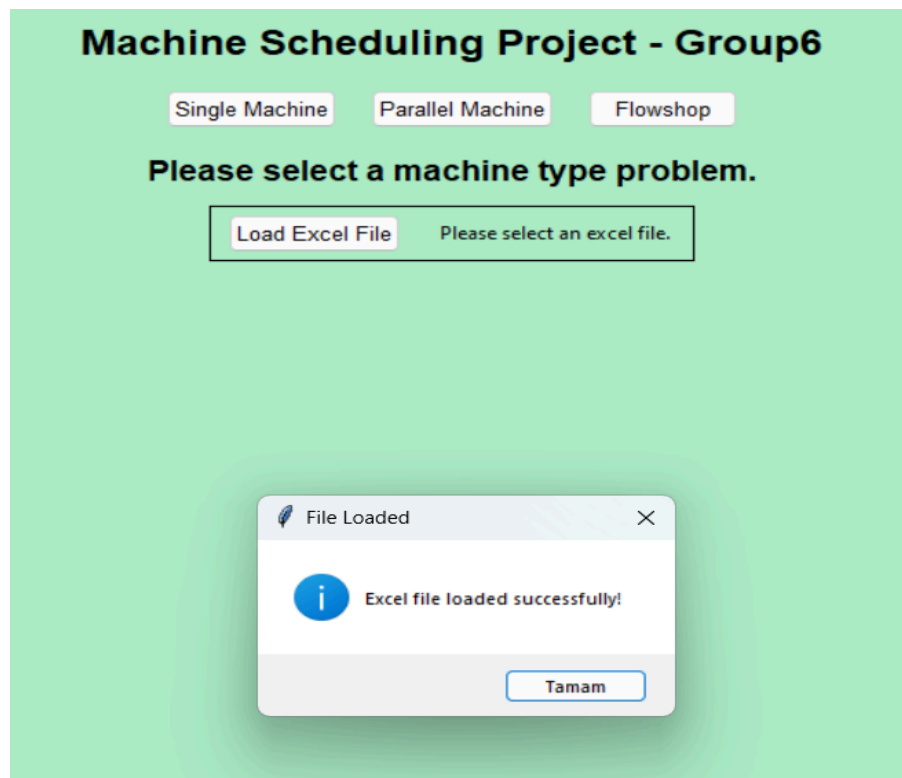 Machine Scheduling Project - Group6
Single Machine Parallel Machine Flowshop
Please select a machine type problem.
Load Excel File Please select an excel file.
File Loaded
Excel file loaded successfully!
Tamam